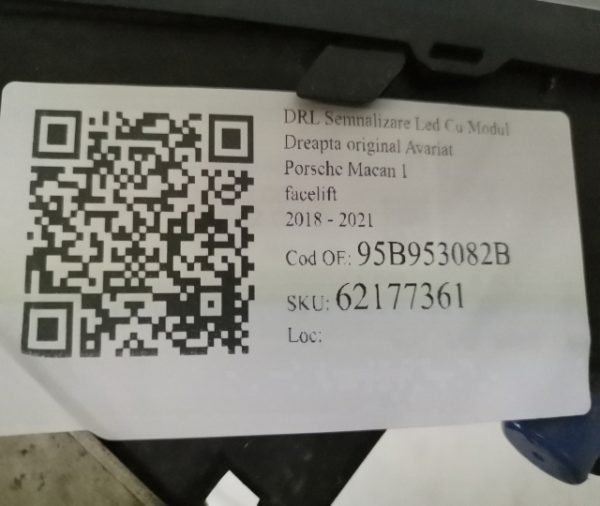 DRL Semnalizare Led Cu Modul
Dreapta original Avariat
Porsche Macan 1
facelift
2018 - 2021
Cod OE: 95B953082B
SKU: 62177361
Loc: